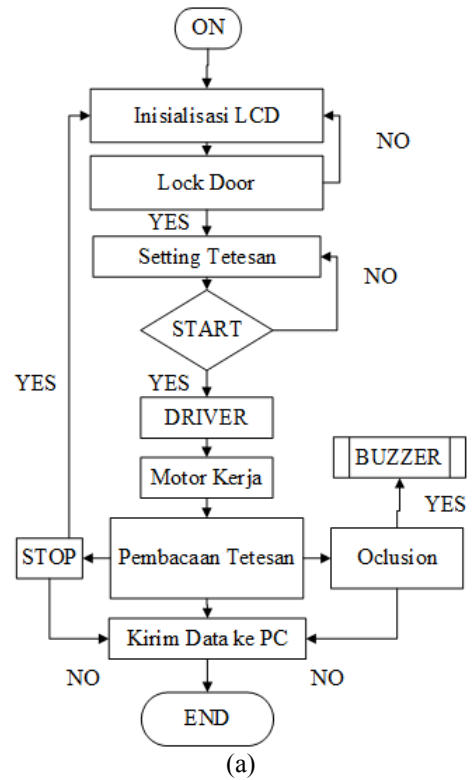 ON
Inisialisasi LCD
NO
Lock Door
YES
Setting Tetesan
NO
START
YES
YES
DRIVER
BUZZER
Motor Kerja
YES
STOP
Pembacaan Tetesan
Oclusion
Kirim Data ke PC
NO
NO
END
(a)